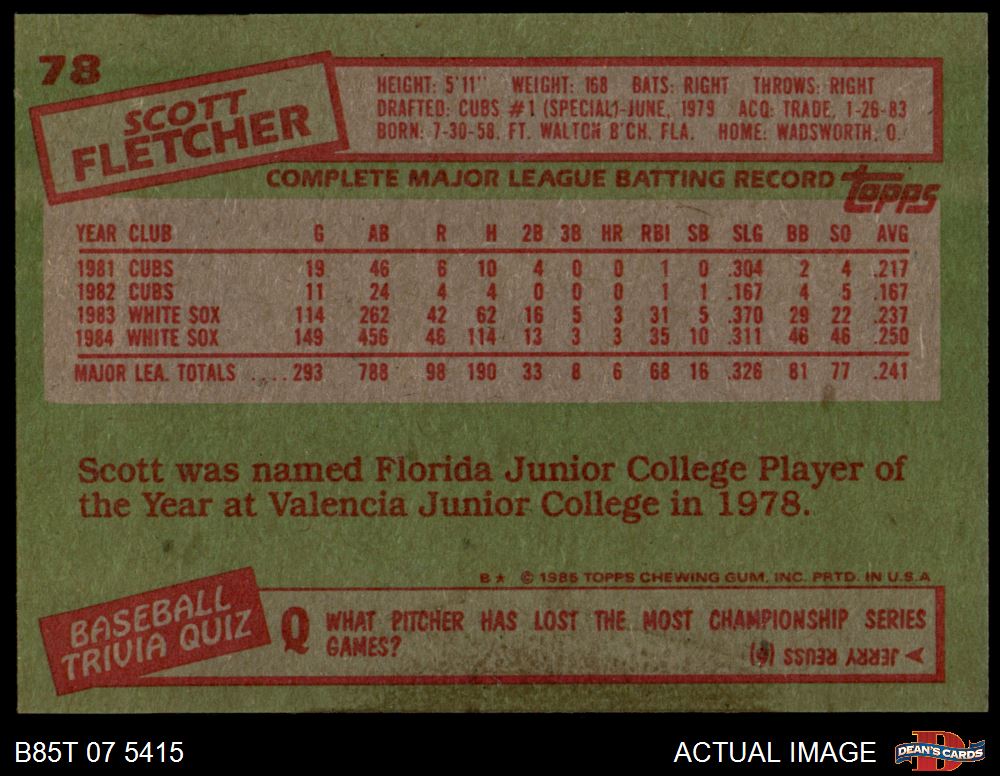 78
SCOTT
FLETCHER
HEIGHT: 5'11" WEIGHT: 168 BATS: RIGHT THROWS: RIGHT
DRAFTED: CUBS #1 (SPECIAL)-JUNE, 1979 ACQ: TRADE, 1-26-83
BORN: 7-30-58, FT. WALTON B'CH, FLA. HOME: WADSWORTH, O.
COMPLETE MAJOR LEAGUE BATTING RECORD topps
YEAR CLUB G AB R H 2B 3B HR RBI SB SLG BB SO AVG
1981 CUBS 19 46 6 10 4 0 0 1 0 .304 2 4 .217
1982 CUBS 11 24 4 4 0 0 0 1 1 .167 4 5 .167
1983 WHITE SOX 114 262 42 62 16 5 3 31 5 .370 29 22 .237
1984 WHITE SOX 149 456 46 114 13 3 3 35 10 .311 46 46 .250
MAJOR LEA. TOTALS .... 293 788 98 190 33 8 6 68 16 .326 81 77 .241
Scott was named Florida Junior College Player of
the Year at Valencia Junior College in 1978.
B★ © 1985 TOPPS CHEWING GUM, INC. PRTD. IN U.S.A
BASEBALL
TRIVIA QUIZ
Q WHAT PITCHER HAS LOST THE MOST CHAMPIONSHIP SERIES
GAMES?
JERRY REUSS (6)
B85T 07 5415
ACTUAL IMAGE
DEAN'S CARDS